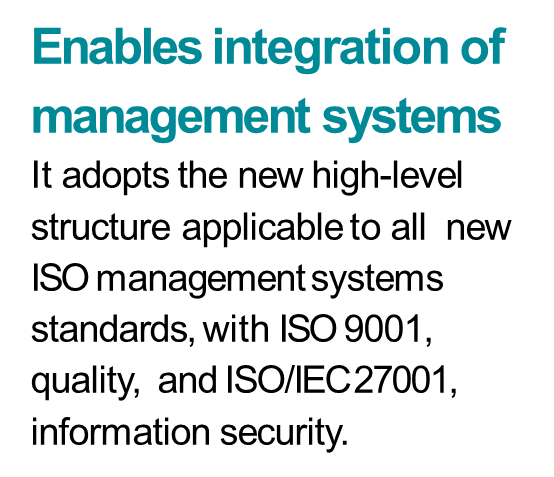 Enables integration of
management systems
It adopts the new high-level
structure applicable to all new
ISO management systems
standards, with ISO 9001,
quality, and ISO/IEC 27001,
information security.